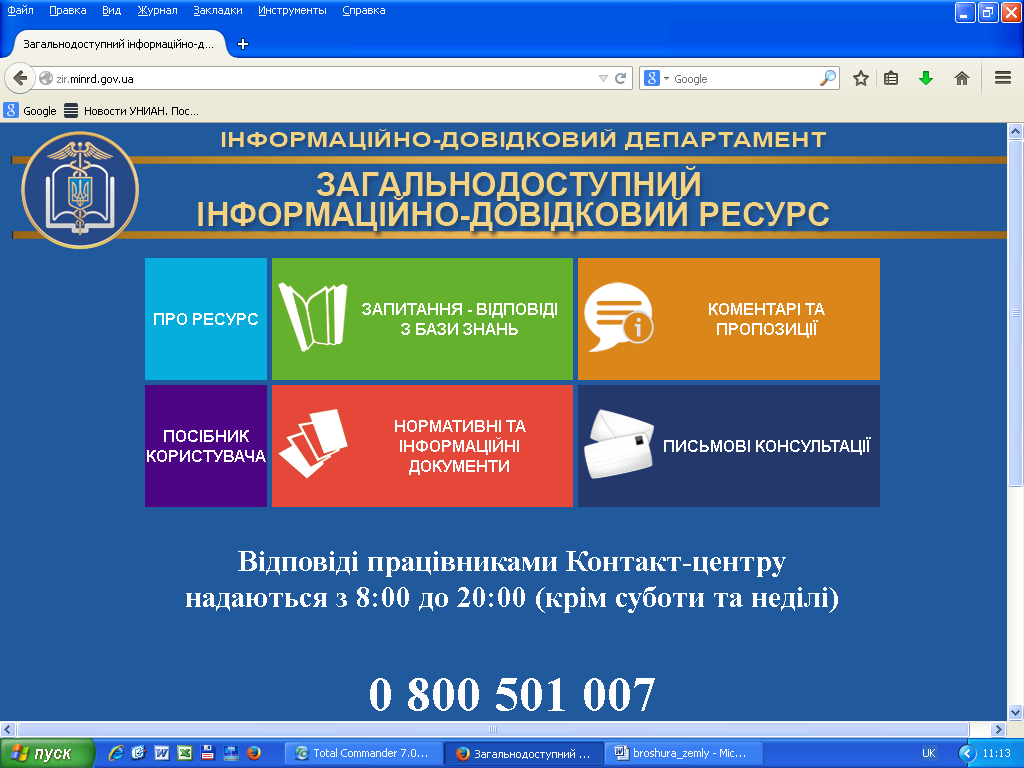 Файл Правка Вид Журнал Закладки Инструменты Справка
Загальнодоступний інформаційно-д...
zir.minrd.gov.ua
Google
Google Новости УНИАН. Пос...
ІНФОРМАЦІЙНО-ДОВІДКОВИЙ ДЕПАРТАМЕНТ
ЗАГАЛЬНОДОСТУПНИЙ
ІНФОРМАЦІЙНО-ДОВІДКОВИЙ РЕСУРС
ПРО РЕСУРС
ЗАПИТАННЯ - ВІДПОВІДІ
З БАЗИ ЗНАНЬ
КОМЕНТАРІ ТА
ПРОПОЗИЦІЇ
ПОСІБНИК
КОРИСТУВАЧА
НОРМАТИВНІ ТА
ІНФОРМАЦІЙНІ
ДОКУМЕНТИ
ПИСЬМОВІ КОНСУЛЬТАЦІЇ
Відповіді працівниками Контакт-центру
надаються з 8:00 до 20:00 (крім суботи та неділі)
0 800 501 007
пуск Total Commander 7.0... Загальнодоступний ... broshura_zemly - Mic... UK 11:13